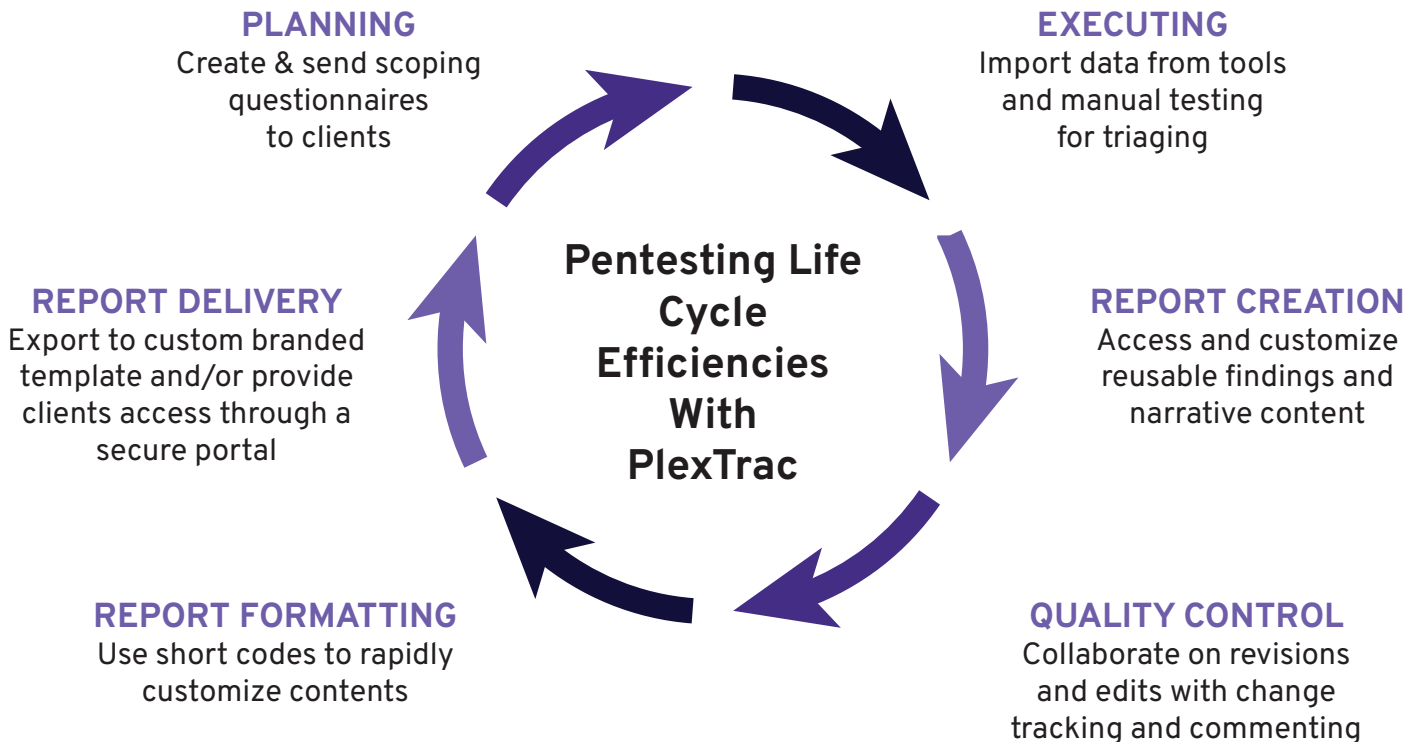 PLANNING
Create & send scoping
questionnaires
to clients
EXECUTING
Import data from tools
and manual testing
for triaging
Pentesting Life
Cycle
Efficiencies
With
PlexTrac
REPORT DELIVERY
Export to custom branded
template and/or provide
clients access through a
secure portal
REPORT CREATION
Access and customize
reusable findings and
narrative content
REPORT FORMATTING
Use short codes to rapidly
customize contents
QUALITY CONTROL
Collaborate on revisions
and edits with change
tracking and commenting